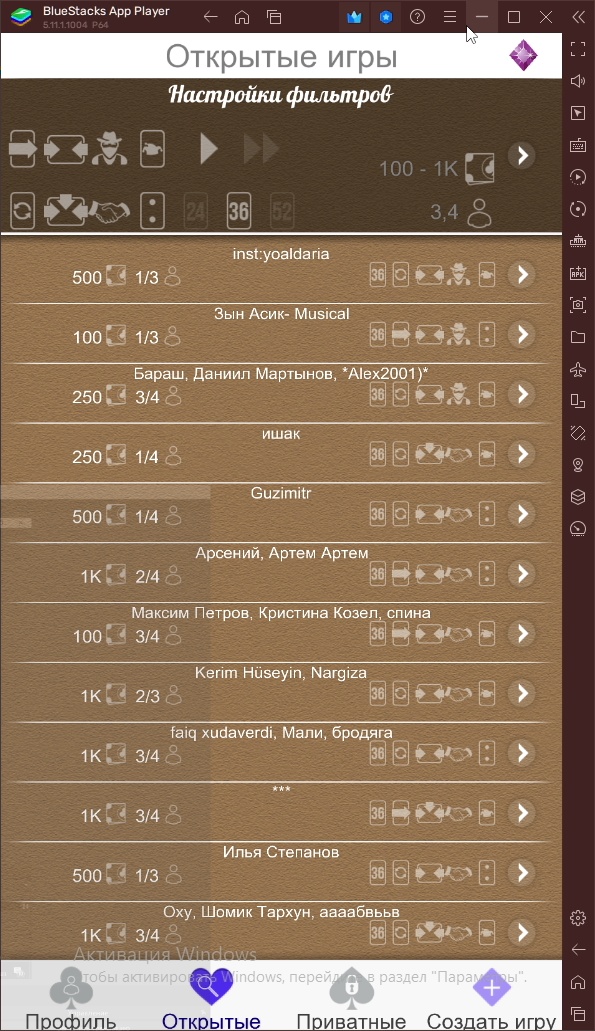 BlueStacks App Player
5.11.1.1004 P64
Открытые игры
Настройки фильтров
100 - 1K
24 36 52 3,4
inst:yoaldaria
500 1/3 36
Зын Асик- Musical
100 1/3 36
Бараш, Даниил Мартынов, *Alex2001)*
250 3/4 36
ишак
250 1/4 36
Guzimitr
500 1/4 36
Арсений, Артем Артем
1K 2/4 36
Максим Петров, Кристина Козел, спина
100 3/4 36
Kerim Hüseyin, Nargiza
1K 2/3 36
faiq xudaverdi, Мали, бродяга
1K 3/4 36
***
1K 3/4 36
Илья Степанов
500 1/3 36
Оху, Шомик Тархун, аааабвььв
1K 3/4 36
Активация Windows
Чтобы активировать Windows, перейдите в раздел "Параметры".
Профиль Открытые Приватные Создать игру